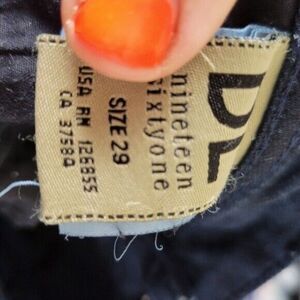 DL
nineteen
sixtyone
SIZE 29
USA RN 126855
CA 37580